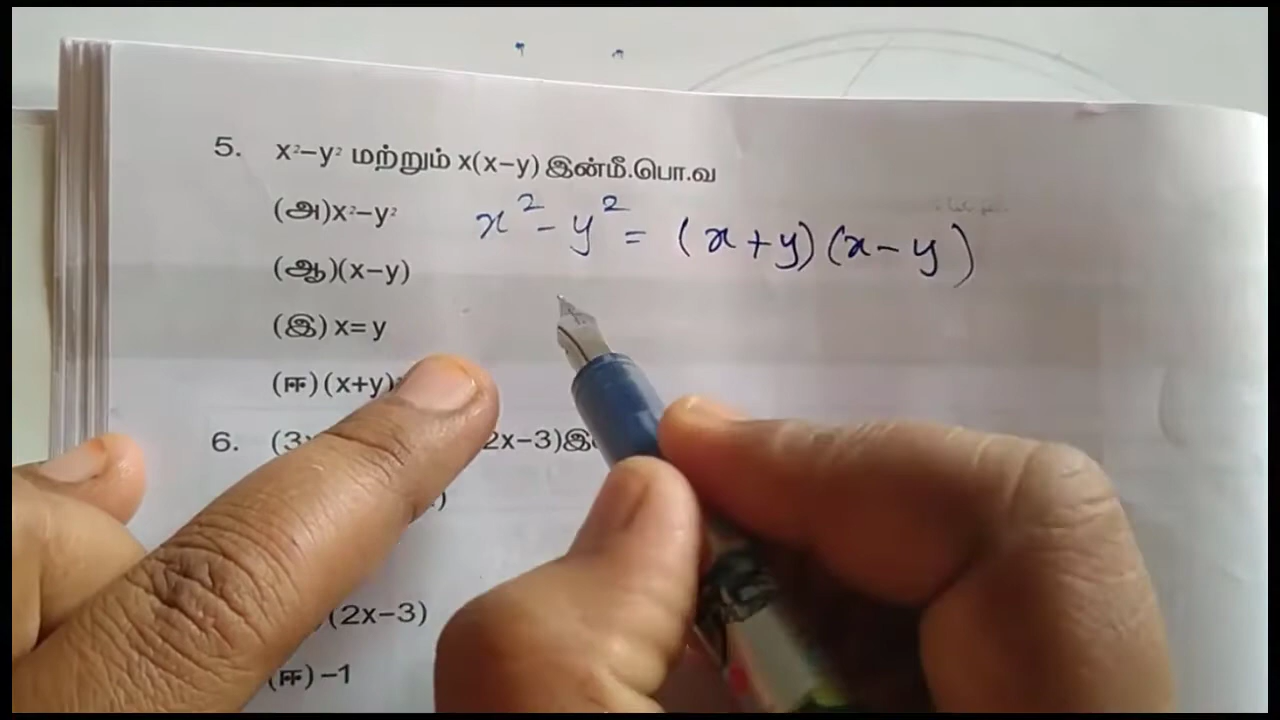 5. x²−y² மற்றும் x(x−y) இன்மீ.பொ.வ
(அ)x²−y²
x² - y² = (x+y)(x-y)
(ஆ)(x−y)
(இ) x=y
(ஈ) (x+y)
6. (3 2x−3)
(2x−3)
(ஈ) −1